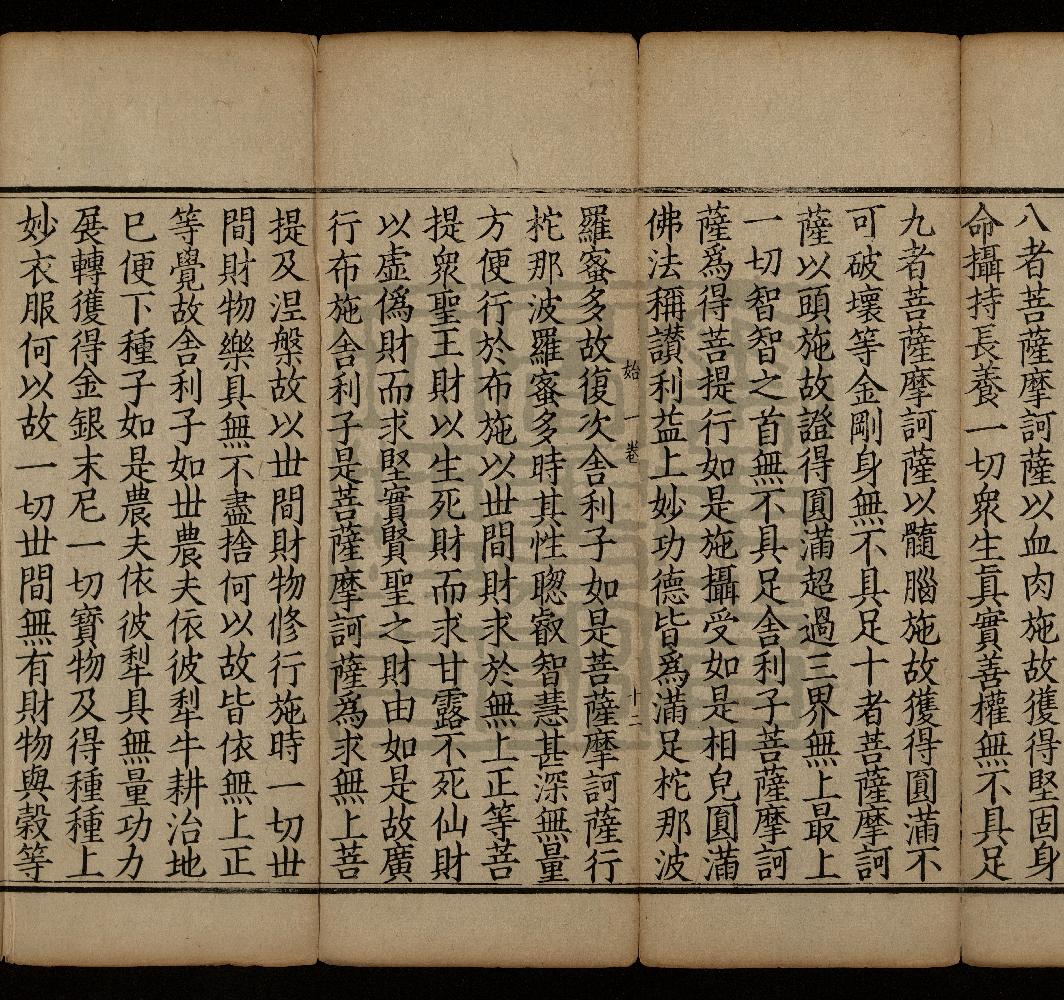 八者菩薩摩訶薩以血肉施故獲得堅固身
命攝持長養一切衆生眞實善權無不具足
九者菩薩摩訶薩以髓腦施故獲得圓滿不
可破壞等金剛身無不具足十者菩薩摩訶
薩以頭施故證得圓滿超過三界無上最上
一切智智之首無不具足舍利子菩薩摩訶
薩爲得菩提行如是施攝受如是相皃圓滿
佛法稱讃利益上妙功德皆爲滿足柁那波
始一卷
十二
羅蜜多故復次舍利子如是菩薩摩訶薩行
柁那波羅蜜多時其性聦叡智慧甚深無量
方便行於布施以丗間財求於無上正等菩
提衆聖王財以生死財而求甘露不死仙財
以虛僞財而求堅實賢聖之財由如是故廣
行布施舍利子是菩薩摩訶薩爲求無上菩
提及涅槃故以丗間財物修行施時一切丗
間財物樂具無不盡捨何以故皆依無上正
等覺故舍利子如丗農夫依彼犁牛耕治地
巳便下種子如是農夫依彼犁具無量功力
展轉獲得金銀末尼一切寶物及得種種上
妙衣服何以故一切丗間無有財物與榖等